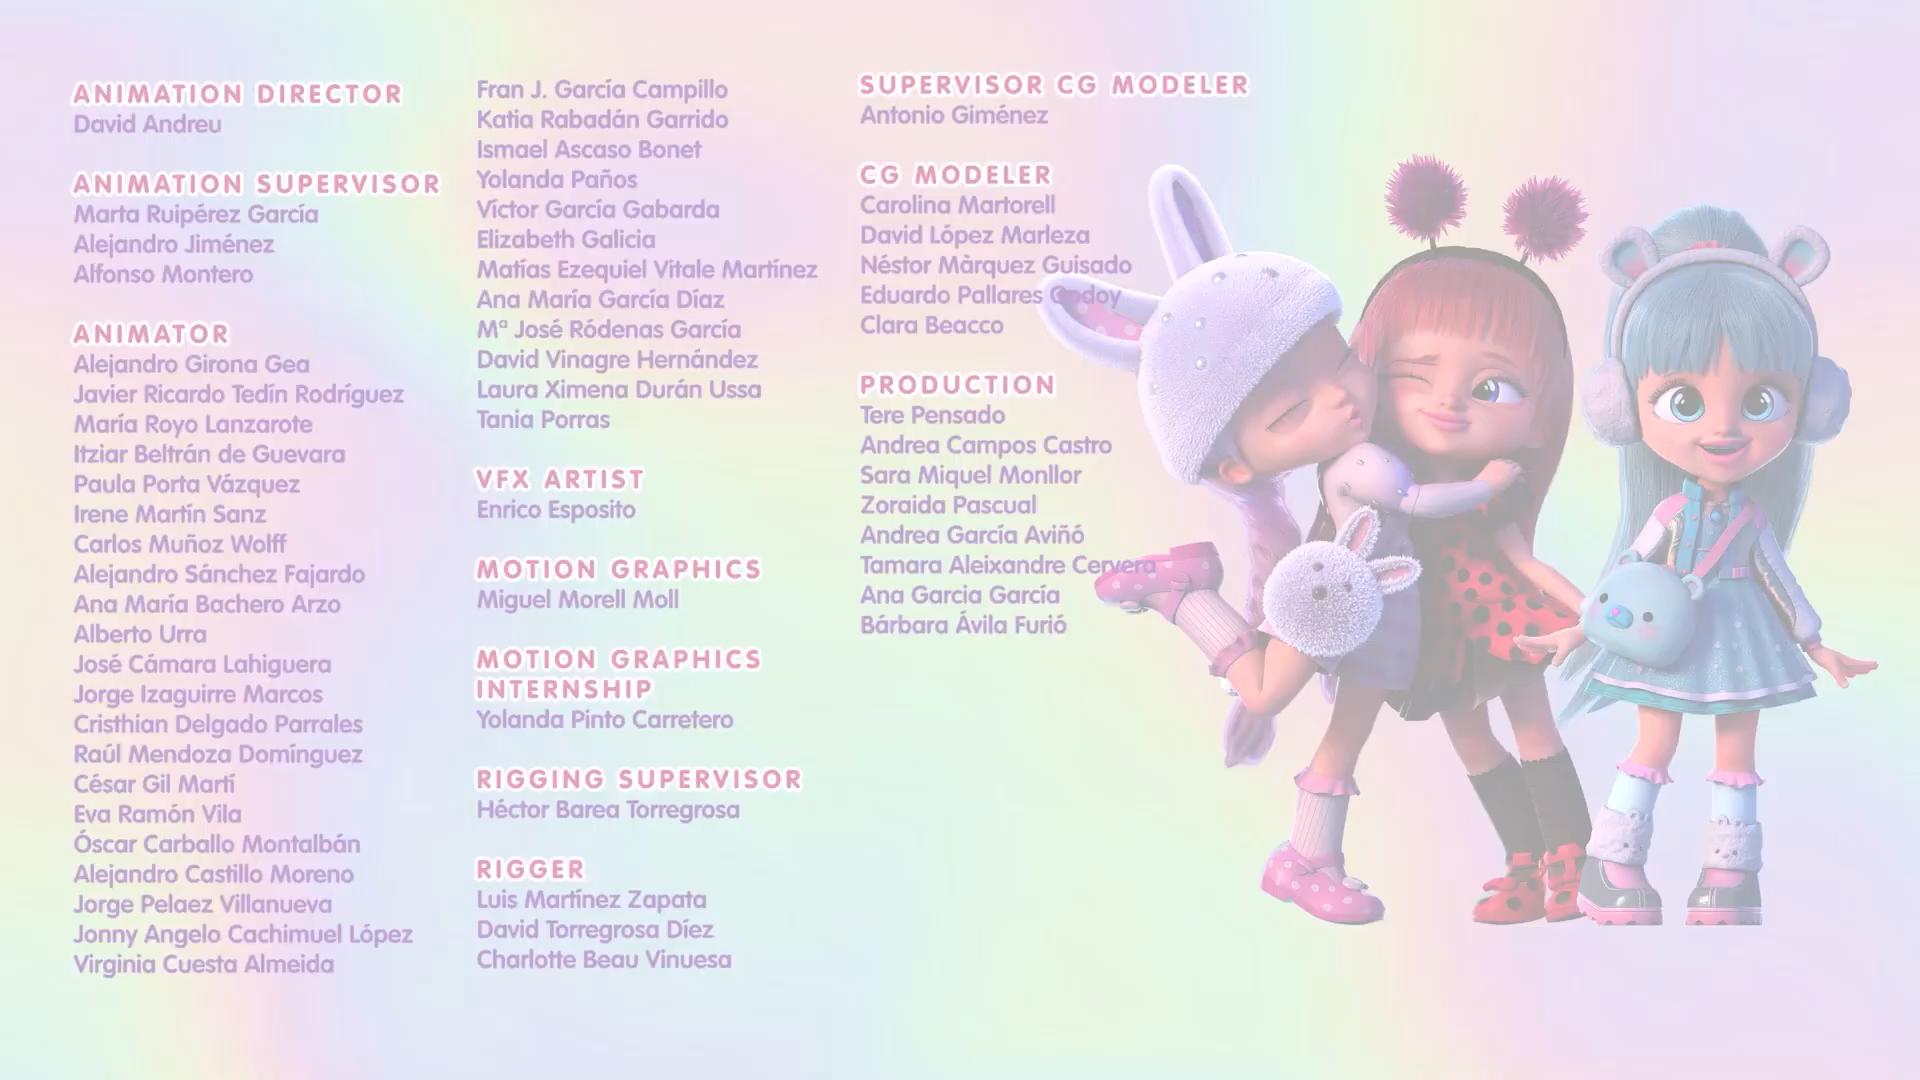 ANIMATION DIRECTOR
David Andreu
ANIMATION SUPERVISOR
Marta Ruipérez García
Alejandro Jiménez
Alfonso Montero
ANIMATOR
Alejandro Girona Gea
Javier Ricardo Tedín Rodríguez
María Royo Lanzarote
Itziar Beltrán de Guevara
Paula Porta Vázquez
Irene Martín Sanz
Carlos Muñoz Wolff
Alejandro Sánchez Fajardo
Ana María Bachero Arzo
Alberto Urra
José Cámara Lahiguera
Jorge Izaguirre Marcos
Cristhian Delgado Parrales
Raúl Mendoza Domínguez
César Gil Martí
Eva Ramón Vila
Óscar Carballo Montalbán
Alejandro Castillo Moreno
Jorge Pelaez Villanueva
Jonny Angelo Cachimuel López
Virginia Cuesta Almeida
Fran J. García Campillo
Katia Rabadán Garrido
Ismael Ascaso Bonet
Yolanda Paños
Víctor García Gabarda
Elizabeth Galicia
Matías Ezequiel Vitale Martínez
Ana María García Díaz
Mª José Ródenas García
David Vinagre Hernández
Laura Ximena Durán Ussa
Tania Porras
VFX ARTIST
Enrico Esposito
MOTION GRAPHICS
Miguel Morell Moll
MOTION GRAPHICS
INTERNSHIP
Yolanda Pinto Carretero
RIGGING SUPERVISOR
Héctor Barea Torregrosa
RIGGER
Luis Martínez Zapata
David Torregrosa Díez
Charlotte Beau Vinuesa
SUPERVISOR CG MODELER
Antonio Giménez
CG MODELER
Carolina Martorell
David López Marleza
Néstor Màrquez Guisado
Eduardo Pallares Godoy
Clara Beacco
PRODUCTION
Tere Pensado
Andrea Campos Castro
Sara Miquel Monllor
Zoraida Pascual
Andrea García Aviñó
Tamara Aleixandre Cervera
Ana Garcia García
Bárbara Ávila Furió